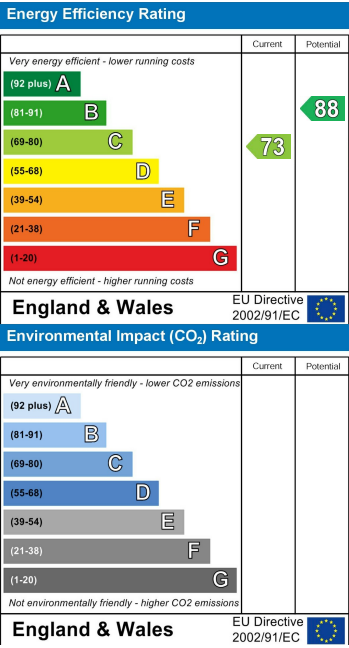 Energy Efficiency Rating
Current Potential
Very energy efficient - lower running costs
(92 plus) A
(81-91) B
(69-80) C
(55-68) D
(39-54) E
(21-38) F
(1-20) G
73
88
Not energy efficient - higher running costs
England & Wales
EU Directive
2002/91/EC
Environmental Impact (CO₂) Rating
Current Potential
Very environmentally friendly - lower CO2 emissions
(92 plus) A
(81-91) B
(69-80) C
(55-68) D
(39-54) E
(21-38) F
(1-20) G
Not environmentally friendly - higher CO2 emissions
England & Wales
EU Directive
2002/91/EC